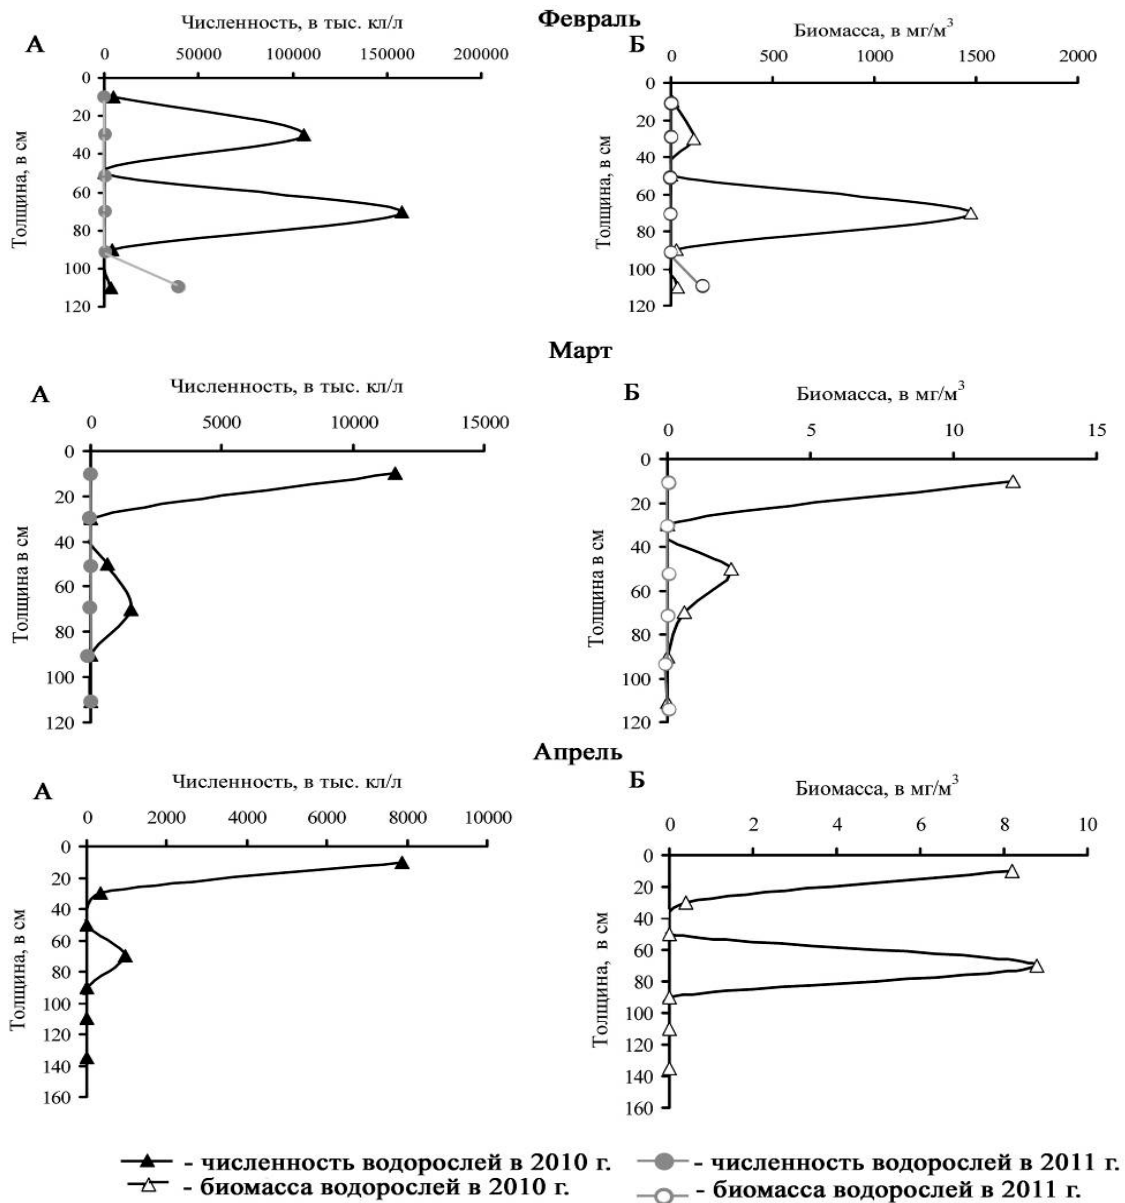 Февраль
А
Численность, в тыс. кл/л
0 50000 100000 150000 200000
Толщина, в см
0
20
40
60
80
100
120
Б
Биомасса, в мг/м³
0 500 1000 1500 2000
Толщина, в см
0
20
40
60
80
100
120
Март
А
Численность, в тыс. кл/л
0 5000 10000 15000
Толщина в см
0
20
40
60
80
100
120
Б
Биомасса, в мг/м³
0 5 10 15
Толщина в см
0
20
40
60
80
100
120
Апрель
А
Численность, в тыс. кл/л
0 2000 4000 6000 8000 10000
Толщина, в см
0
20
40
60
80
100
120
140
160
Б
Биомасса, в мг/м³
0 2 4 6 8 10
Толщина, в см
0
20
40
60
80
100
120
140
160
- численность водорослей в 2010 г.
- биомасса водорослей в 2010 г.
- численность водорослей в 2011 г.
- биомасса водорослей в 2011 г.